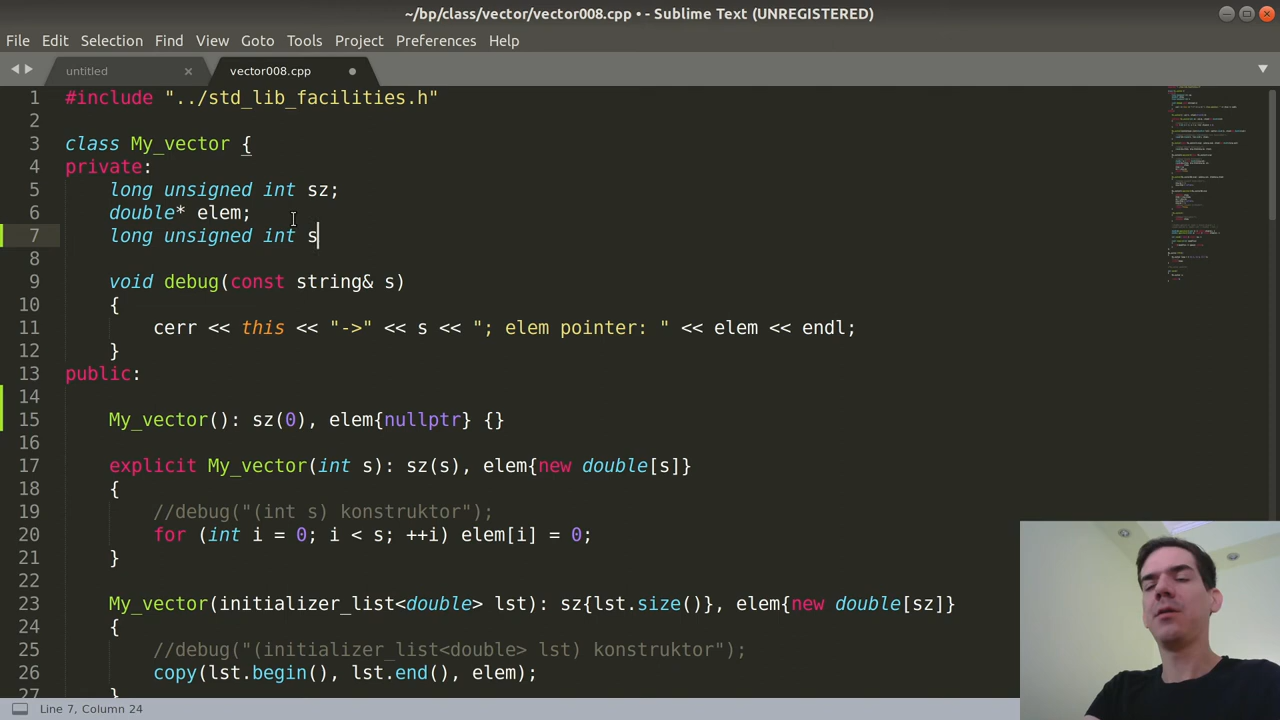 ~/bp/class/vector/vector008.cpp • - Sublime Text (UNREGISTERED)
File Edit Selection Find View Goto Tools Project Preferences Help
untitled vector008.cpp
1 #include "../std_lib_facilities.h"
2
3 class My_vector {
4 private:
5 long unsigned int sz;
6 double* elem;
7 long unsigned int s
8
9 void debug(const string& s)
10 {
11 cerr << this << "->" << s << "; elem pointer: " << elem << endl;
12 }
13 public:
14
15 My_vector(): sz(0), elem{nullptr} {}
16
17 explicit My_vector(int s): sz(s), elem{new double[s]}
18 {
19 //debug("(int s) konstruktor");
20 for (int i = 0; i < s; ++i) elem[i] = 0;
21 }
22
23 My_vector(initializer_list<double> lst): sz{lst.size()}, elem{new double[sz]}
24 {
25 //debug("(initializer_list<double> lst) konstruktor");
26 copy(lst.begin(), lst.end(), elem);
27 }
Line 7, Column 24